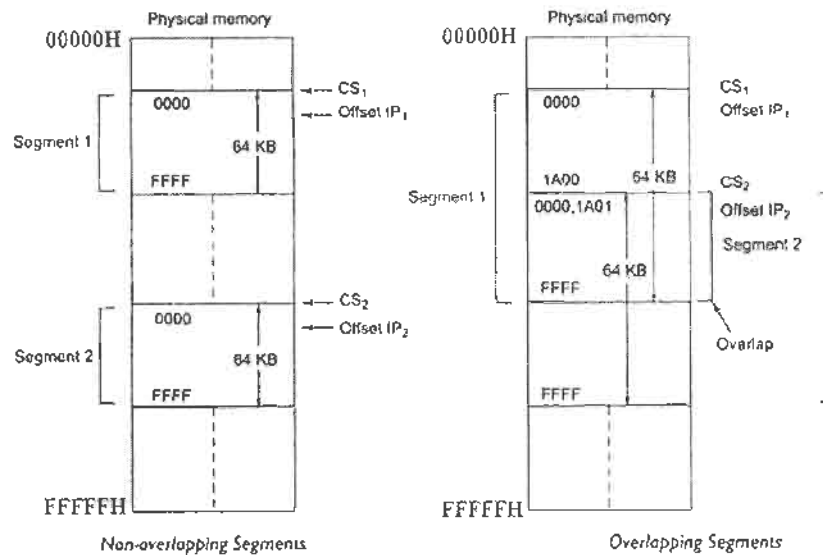 Physical memory
00000H
CS1
0000
Offset IP1
Segment 1
64 KB
FFFF
CS2
0000
Offset IP2
Segment 2
64 KB
FFFF
FFFFFH
Non-overlapping Segments
Physical memory
00000H
CS1
0000
Offset IP1
1A00
64 KB
CS2
Segment 1
0000,1A01
Offset IP2
Segment 2
64 KB
FFFF
Overlap
FFFF
FFFFFH
Overlapping Segments